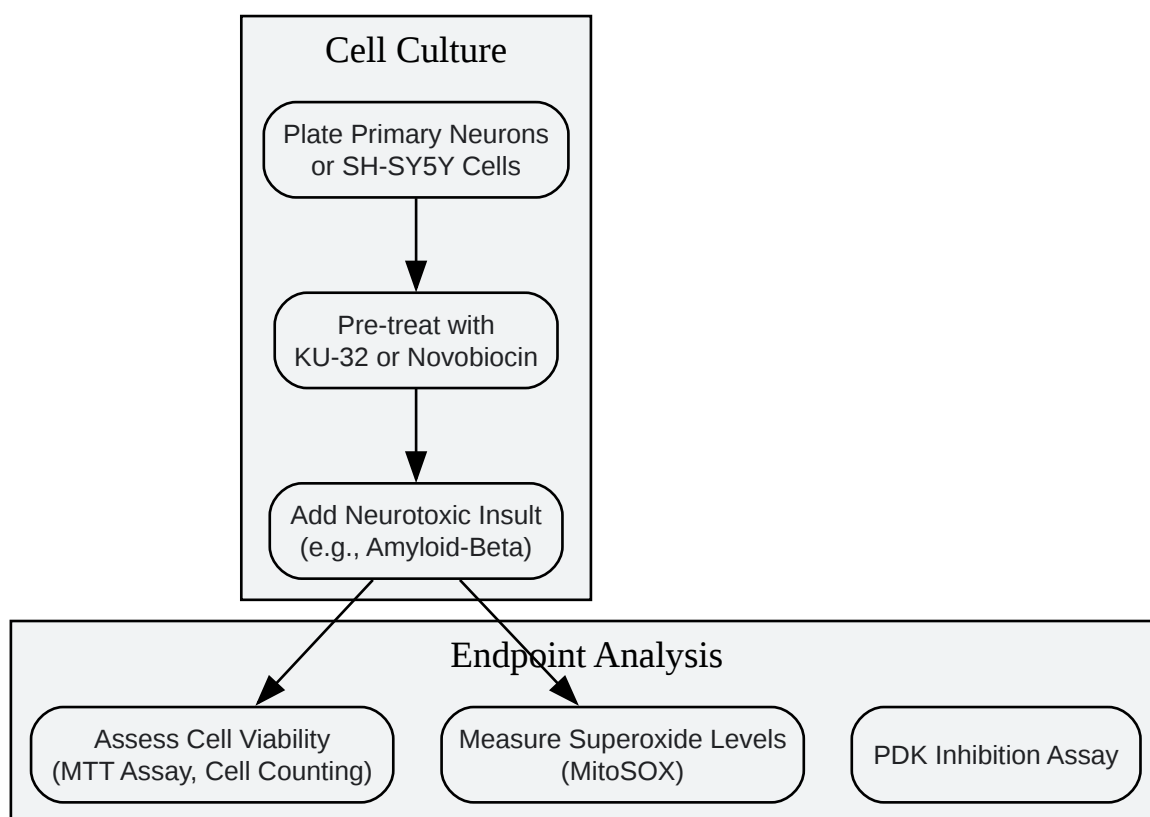 Cell Culture
Plate Primary Neurons
or SH-SY5Y Cells
Pre-treat with
KU-32 or Novobiocin
Add Neurotoxic Insult
(e.g., Amyloid-Beta)
Endpoint Analysis
Assess Cell Viability
(MTT Assay, Cell Counting)
Measure Superoxide Levels
(MitoSOX)
PDK Inhibition Assay